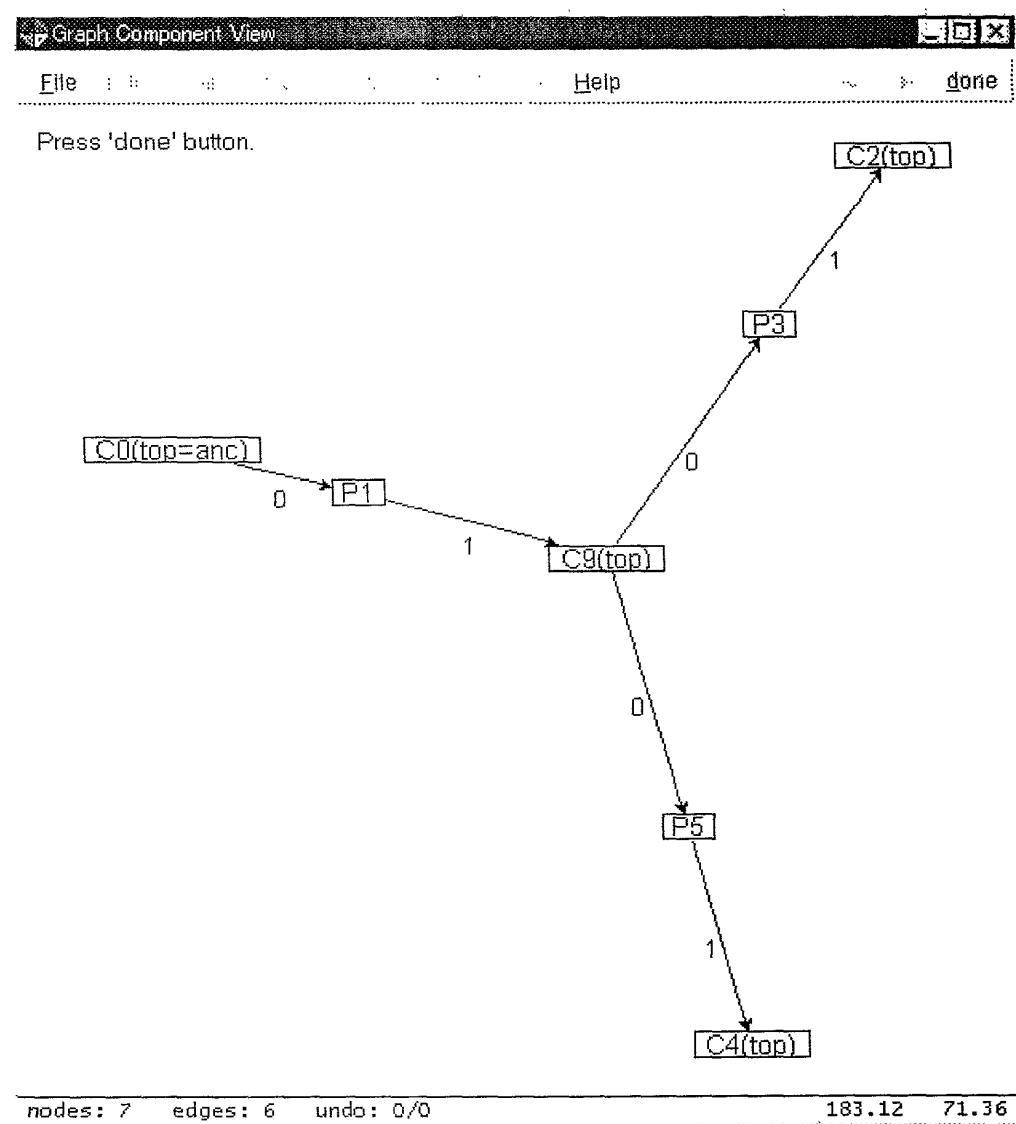 Graph Component View
File Help done
Press 'done' button.
C2(top)
1
P3
C0(top=anc)
0
0
P1
1
C9(top)
0
P5
1
C4(top)
nodes: 7 edges: 6 undo: 0/0 183.12 71.36